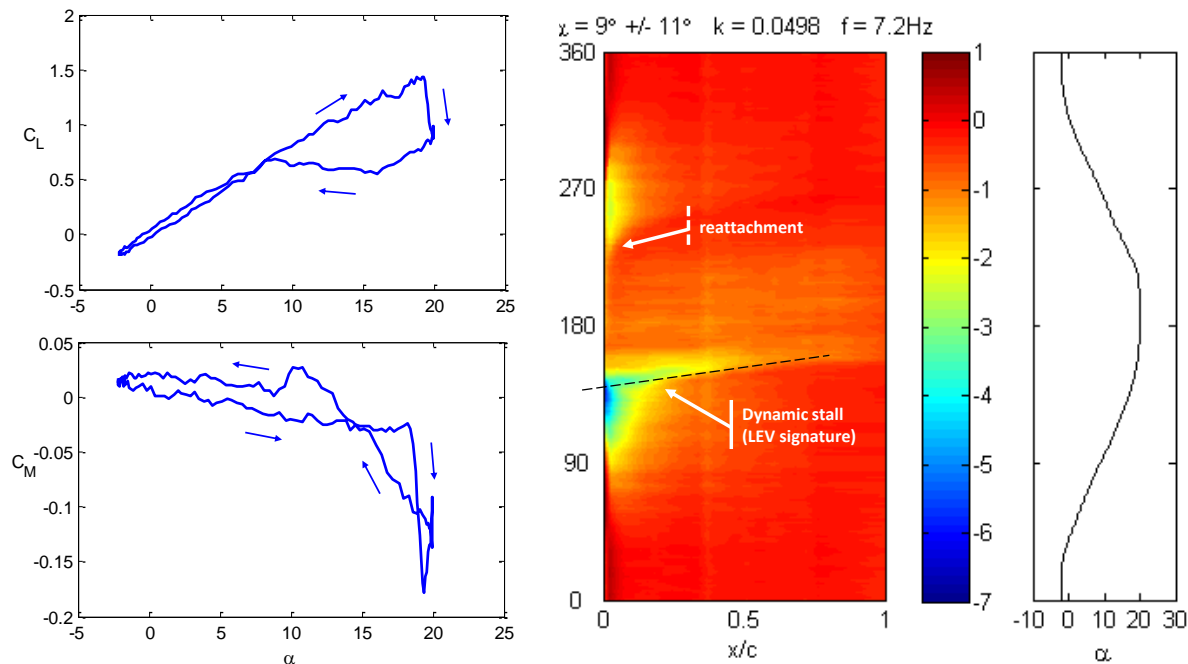 2
1.5
1
0.5
0
-0.5
C_L
-5 0 5 10 15 20 25
0.05
0
-0.05
-0.1
-0.15
-0.2
C_M
-5 0 5 10 15 20 25
α
χ = 9° +/- 11° k = 0.0498 f = 7.2Hz
360
270
180
90
0
reattachment
Dynamic stall
(LEV signature)
0 0.5 1
x/c
1
0
-1
-2
-3
-4
-5
-6
-7
-10 0 10 20 30
α